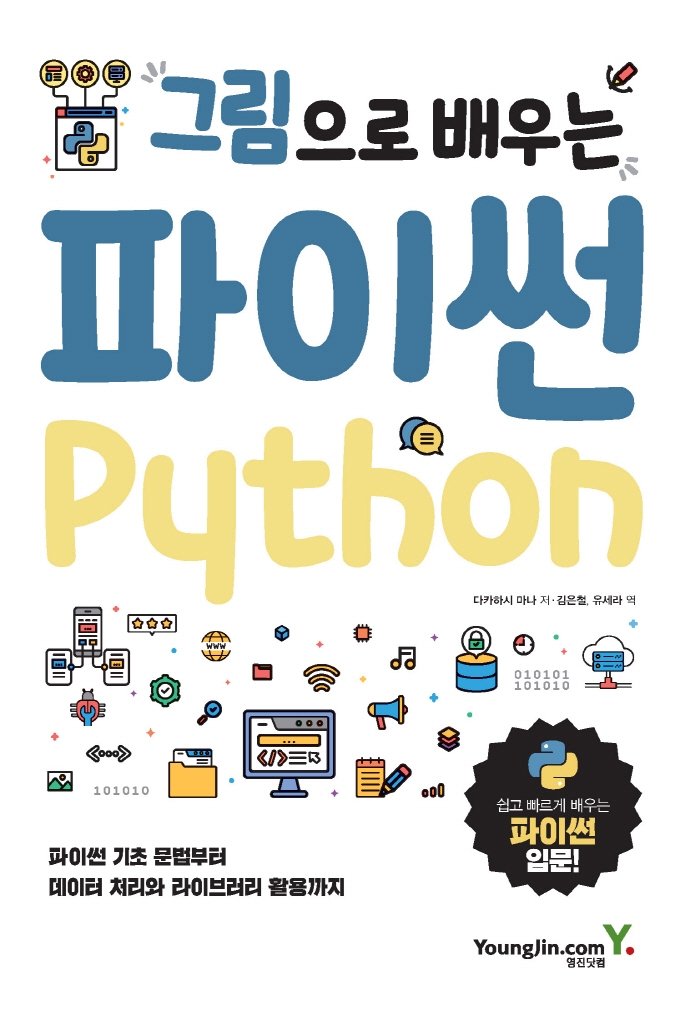 그림으로 배우는
파이썬
Python
다카하시 마나 저 · 김은철, 유세라 역
WWW
010101
101010
101010
쉽고 빠르게 배우는
파이썬
입문!
파이썬 기초 문법부터
데이터 처리와 라이브러리 활용까지
YoungJin.com Y.
영진닷컴